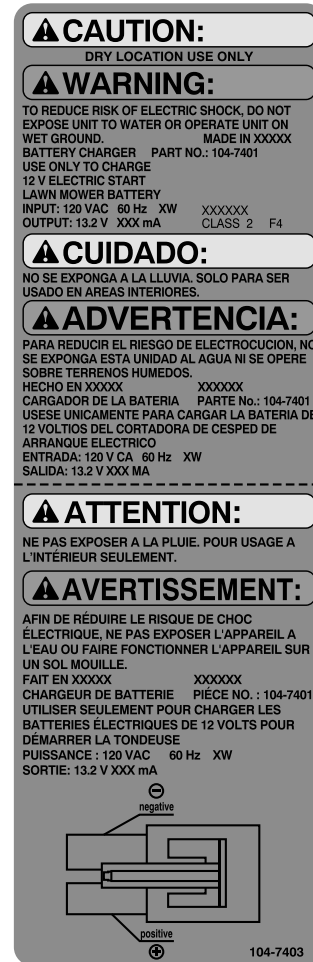 CAUTION:
DRY LOCATION USE ONLY
WARNING:
TO REDUCE RISK OF ELECTRIC SHOCK, DO NOT
EXPOSE UNIT TO WATER OR OPERATE UNIT ON
WET GROUND. MADE IN XXXXX
BATTERY CHARGER PART NO.: 104-7401
USE ONLY TO CHARGE
12 V ELECTRIC START
LAWN MOWER BATTERY
INPUT: 120 VAC 60 Hz XW XXXXXX
OUTPUT: 13.2 V XXX mA CLASS 2 F4
CUIDADO:
NO SE EXPONGA A LA LLUVIA. SOLO PARA SER
USADO EN AREAS INTERIORES.
ADVERTENCIA:
PARA REDUCIR EL RIESGO DE ELECTROCUCION, NO
SE EXPONGA ESTA UNIDAD AL AGUA NI SE OPERE
SOBRE TERRENOS HUMEDOS.
HECHO EN XXXXX XXXXXX
CARGADOR DE LA BATERIA PARTE No.: 104-7401
USESE UNICAMENTE PARA CARGAR LA BATERIA DE
12 VOLTIOS DEL CORTADORA DE CESPED DE
ARRANQUE ELECTRICO
ENTRADA: 120 V CA 60 Hz XW
SALIDA: 13.2 V XXX MA
ATTENTION:
NE PAS EXPOSER A LA PLUIE. POUR USAGE A
L'INTÉRIEUR SEULEMENT.
AVERTISSEMENT:
AFIN DE RÉDUIRE LE RISQUE DE CHOC
ÉLECTRIQUE, NE PAS EXPOSER L'APPAREIL A
L'EAU OU FAIRE FONCTIONNER L'APPAREIL SUR
UN SOL MOUILLE.
FAIT EN XXXXX XXXXXX
CHARGEUR DE BATTERIE PIÉCE NO. : 104-7401
UTILISER SEULEMENT POUR CHARGER LES
BATTERIES ÉLECTRIQUES DE 12 VOLTS POUR
DÉMARRER LA TONDEUSE
PUISSANCE : 120 VAC 60 Hz XW
SORTIE: 13.2 V XXX mA
negative
positive
104-7403